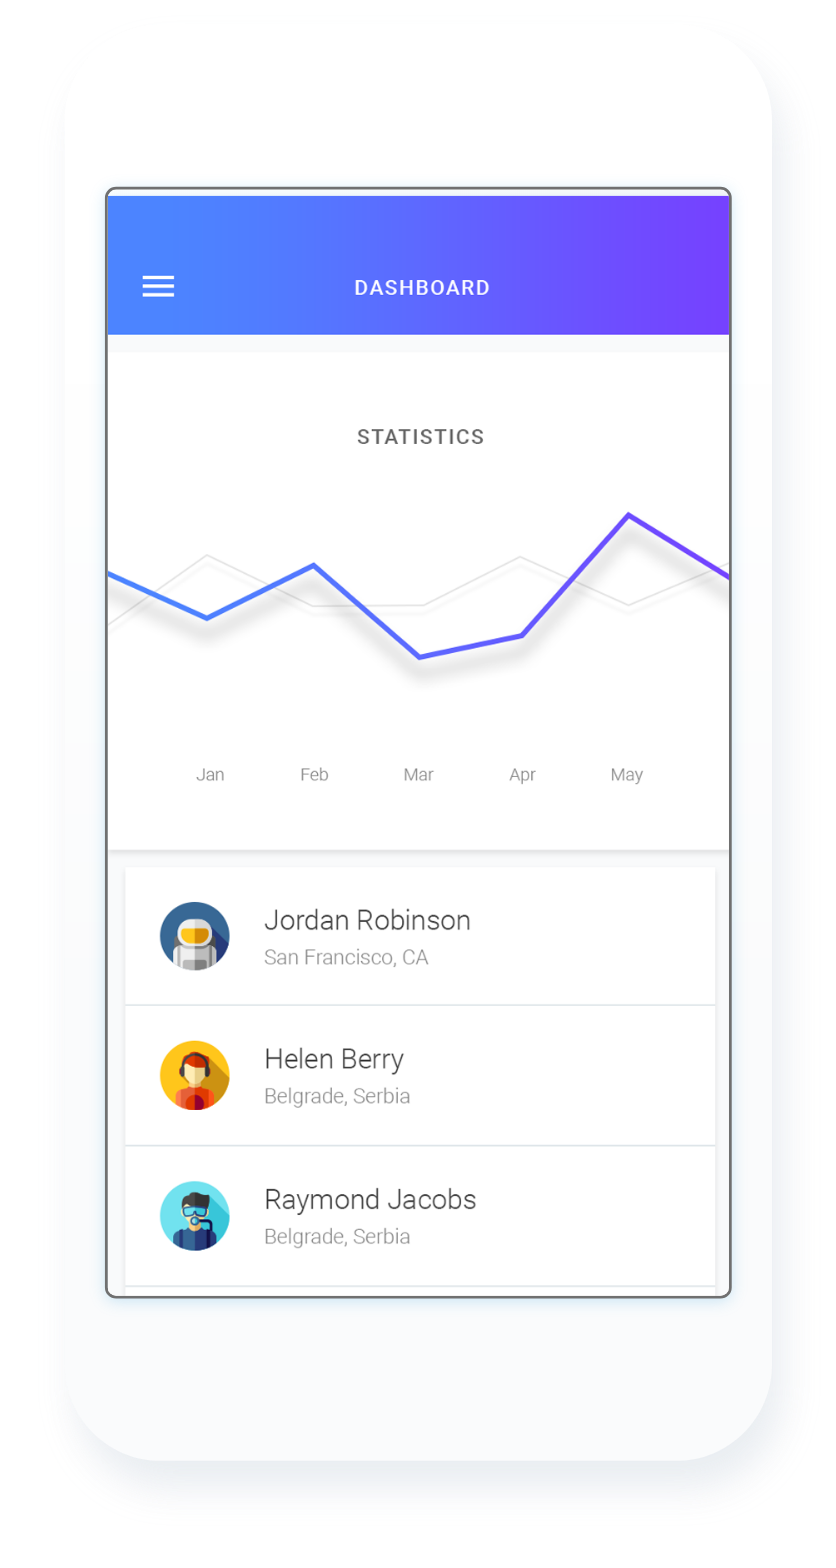 DASHBOARD
STATISTICS
Jan Feb Mar Apr May
Jordan Robinson
San Francisco, CA
Helen Berry
Belgrade, Serbia
Raymond Jacobs
Belgrade, Serbia